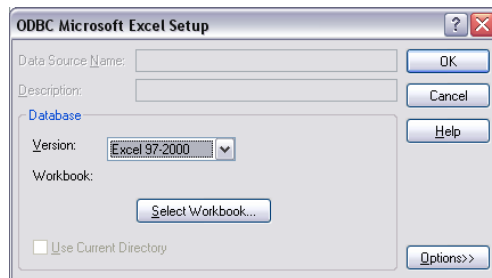 ODBC Microsoft Excel Setup
Data Source Name:
OK
Description:
Cancel
Database
Help
Version:
Excel 97-2000
Workbook:
Select Workbook...
Use Current Directory
Options>>